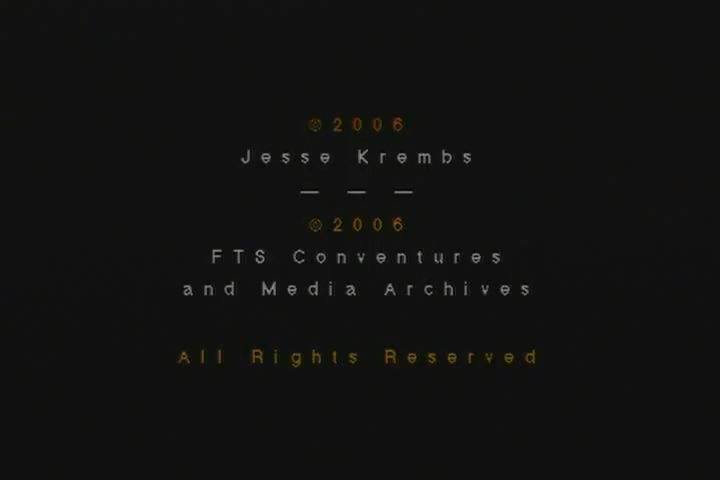 ©2006
Jesse Krembs
— — —
©2006
FTS Conventures
and Media Archives
All Rights Reserved